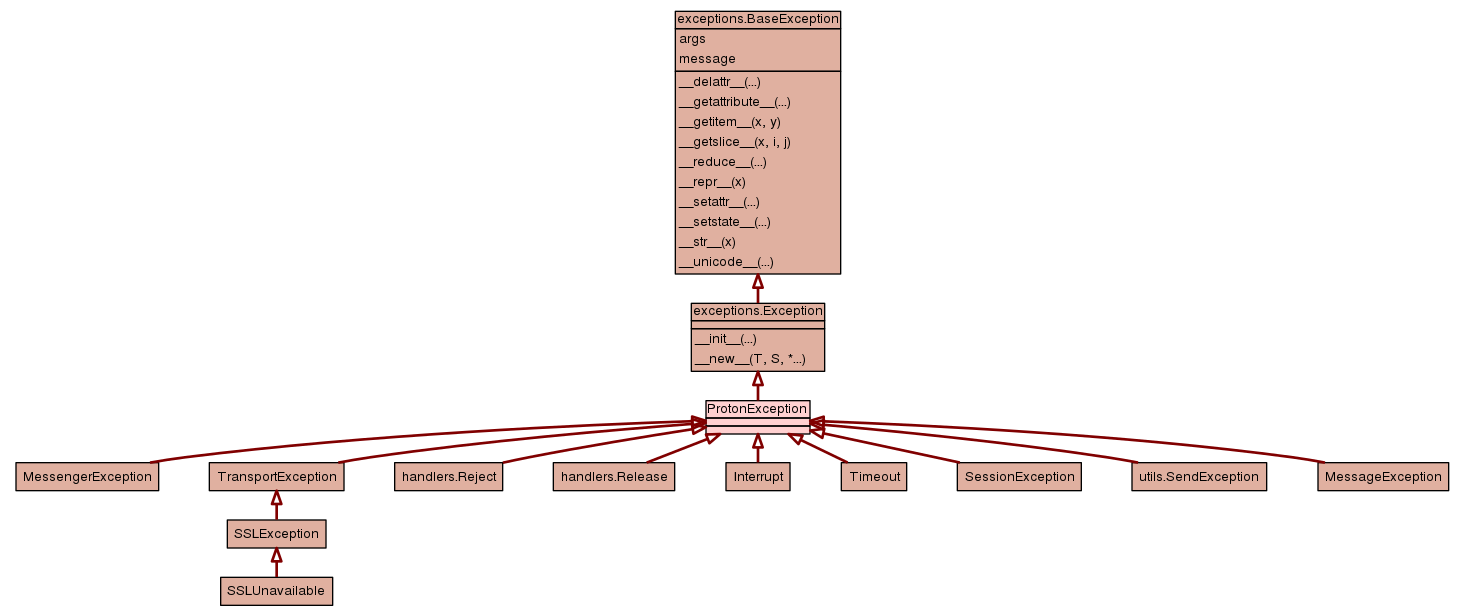 exceptions.BaseException
args
message
__delattr__(...)
__getattribute__(...)
__getitem__(x, y)
__getslice__(x, i, j)
__reduce__(...)
__repr__(x)
__setattr__(...)
__setstate__(...)
__str__(x)
__unicode__(...)
exceptions.Exception
__init__(...)
__new__(T, S, *...)
ProtonException
MessengerException
TransportException
handlers.Reject
handlers.Release
Interrupt
Timeout
SessionException
utils.SendException
MessageException
SSLException
SSLUnavailable